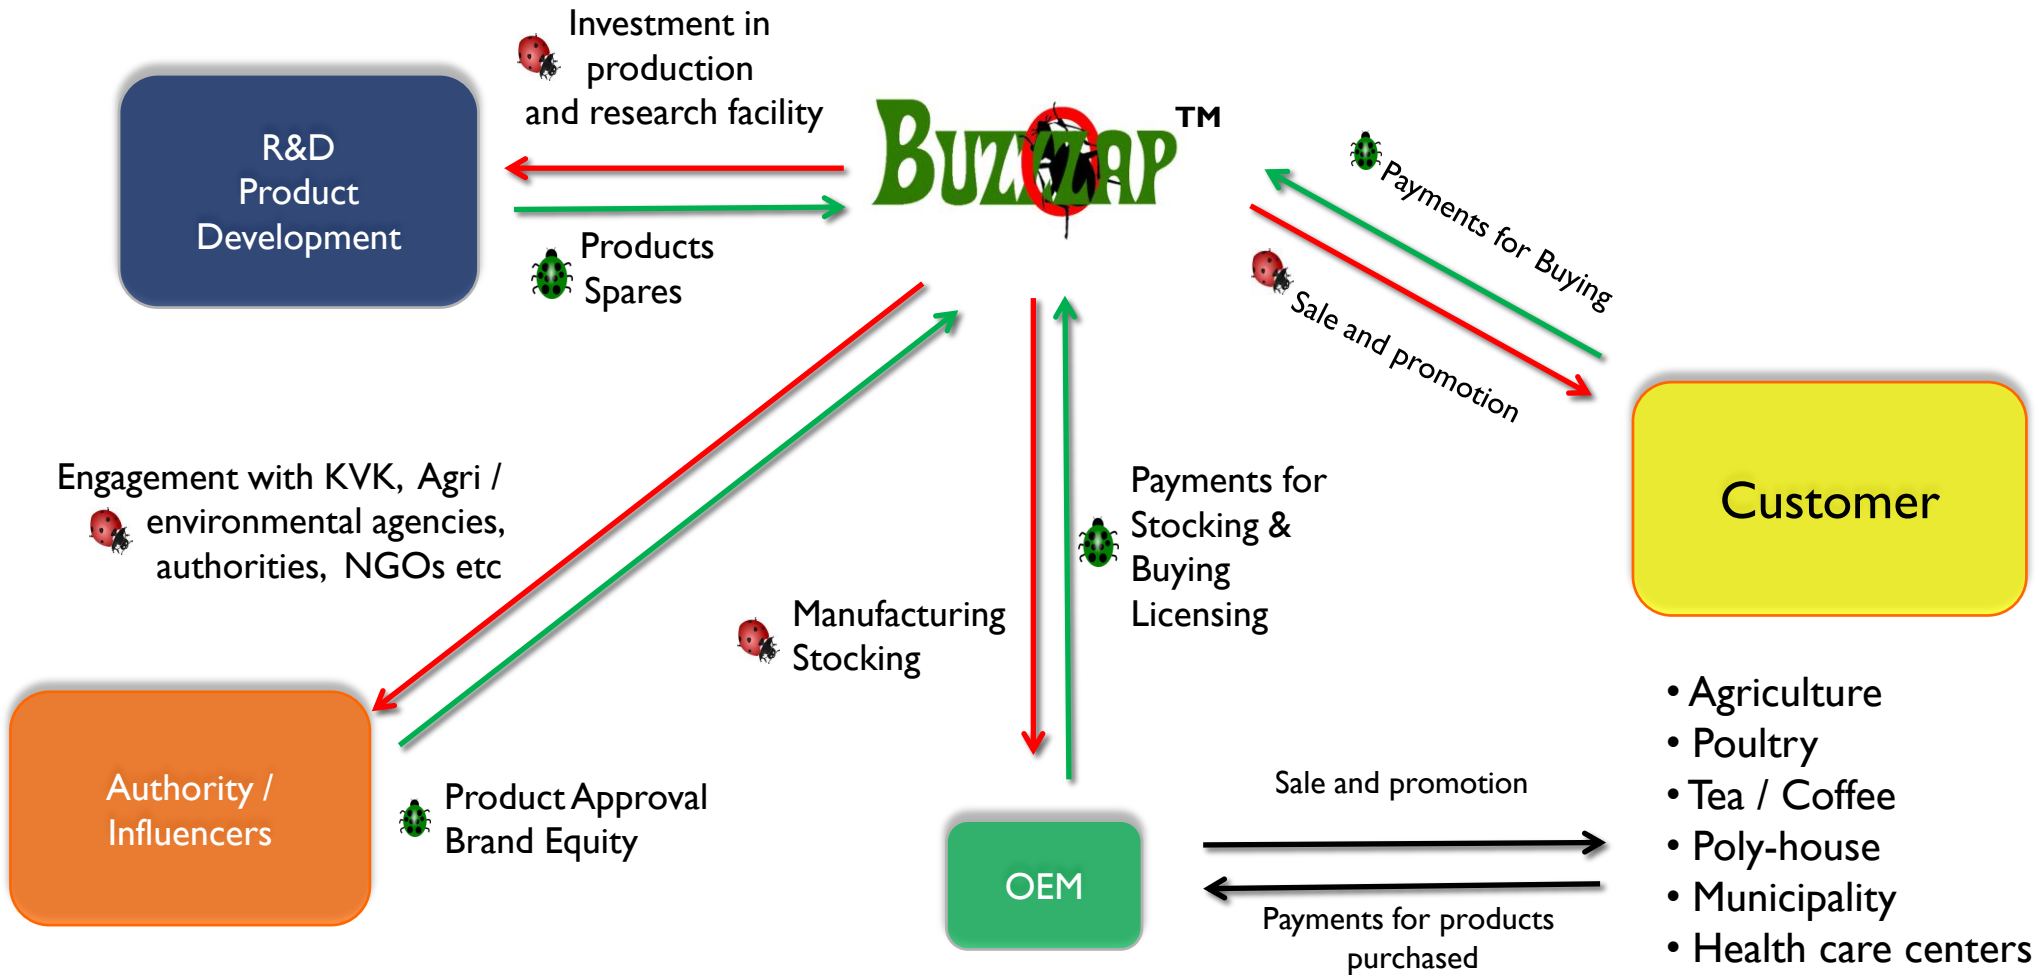 Investment in
production
and research facility
R&D
Product
Development
BUZZZAP™
Products
Spares
Payments for Buying
Sale and promotion
Customer
Engagement with KVK, Agri /
environmental agencies,
authorities, NGOs etc
Payments for
Stocking &
Buying
Licensing
Manufacturing
Stocking
Authority /
Influencers
Product Approval
Brand Equity
OEM
Sale and promotion
Payments for products
purchased
• Agriculture
• Poultry
• Tea / Coffee
• Poly-house
• Municipality
• Health care centers